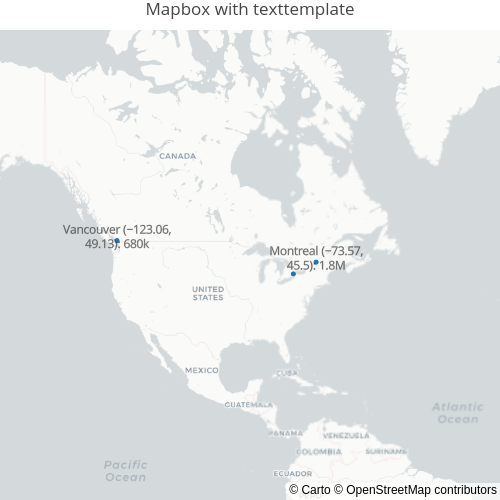 Mapbox with texttemplate
CANADA
Vancouver (−123.06,
49.13): 680k
Montreal (−73.57,
45.5): 1.8M
UNITED
STATES
MEXICO
CUBA
GUATEMALA
Atlantic
Ocean
PANAMA
VENEZUELA
COLOMBIA
SURINAME
Pacific
Ocean
ECUADOR
© Carto © OpenStreetMap contributors